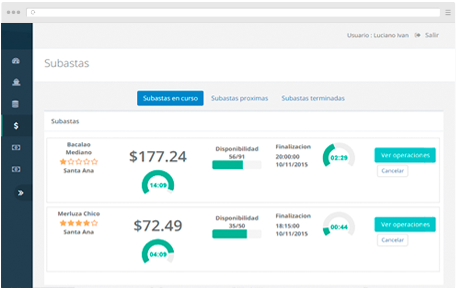 Usuario : Luciano Ivan Salir
Subastas
Subastas en curso Subastas proximas Subastas terminadas
Subastas
Bacalao
Mediano
Santa Ana
$177.24
14:09
Disponibilidad
56/91
Finalizacion
20:00:00
10/11/2015
02:29
Ver operaciones
Cancelar
Merluza Chico
Santa Ana
$72.49
04:09
Disponibilidad
35/50
Finalizacion
18:15:00
10/11/2015
00:44
Ver operaciones
Cancelar